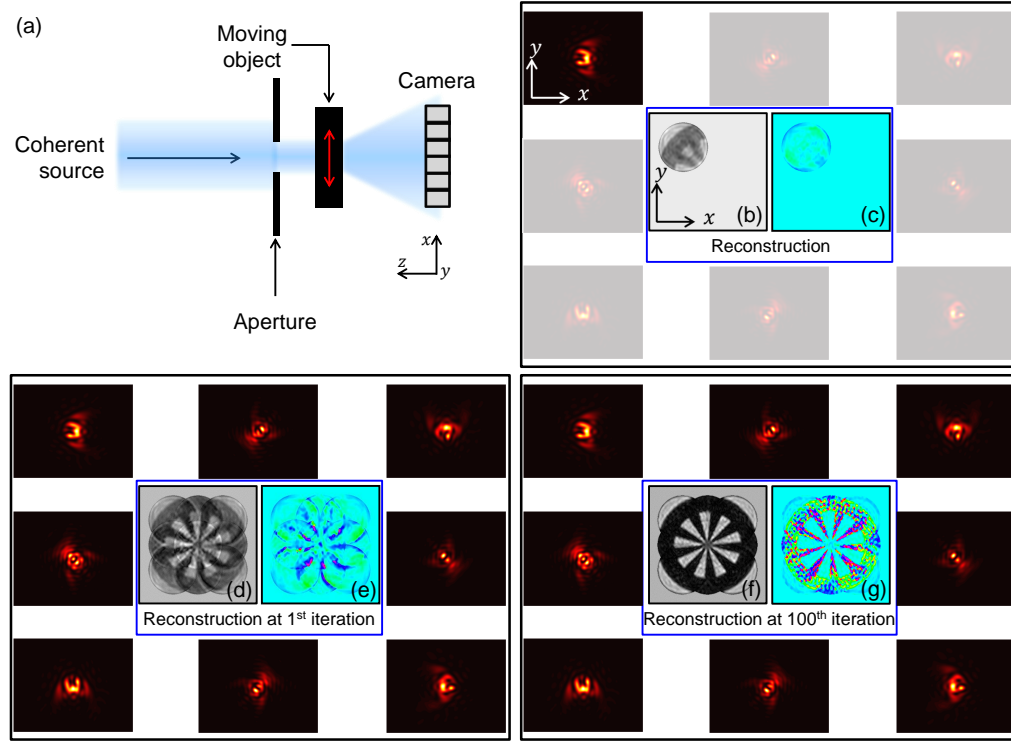 (a)
Moving
object
Camera
Coherent
source
Aperture
x
z
y
y
x
y
x
(b)
(c)
Reconstruction
(d)
(e)
Reconstruction at 1st iteration
(f)
(g)
Reconstruction at 100th iteration